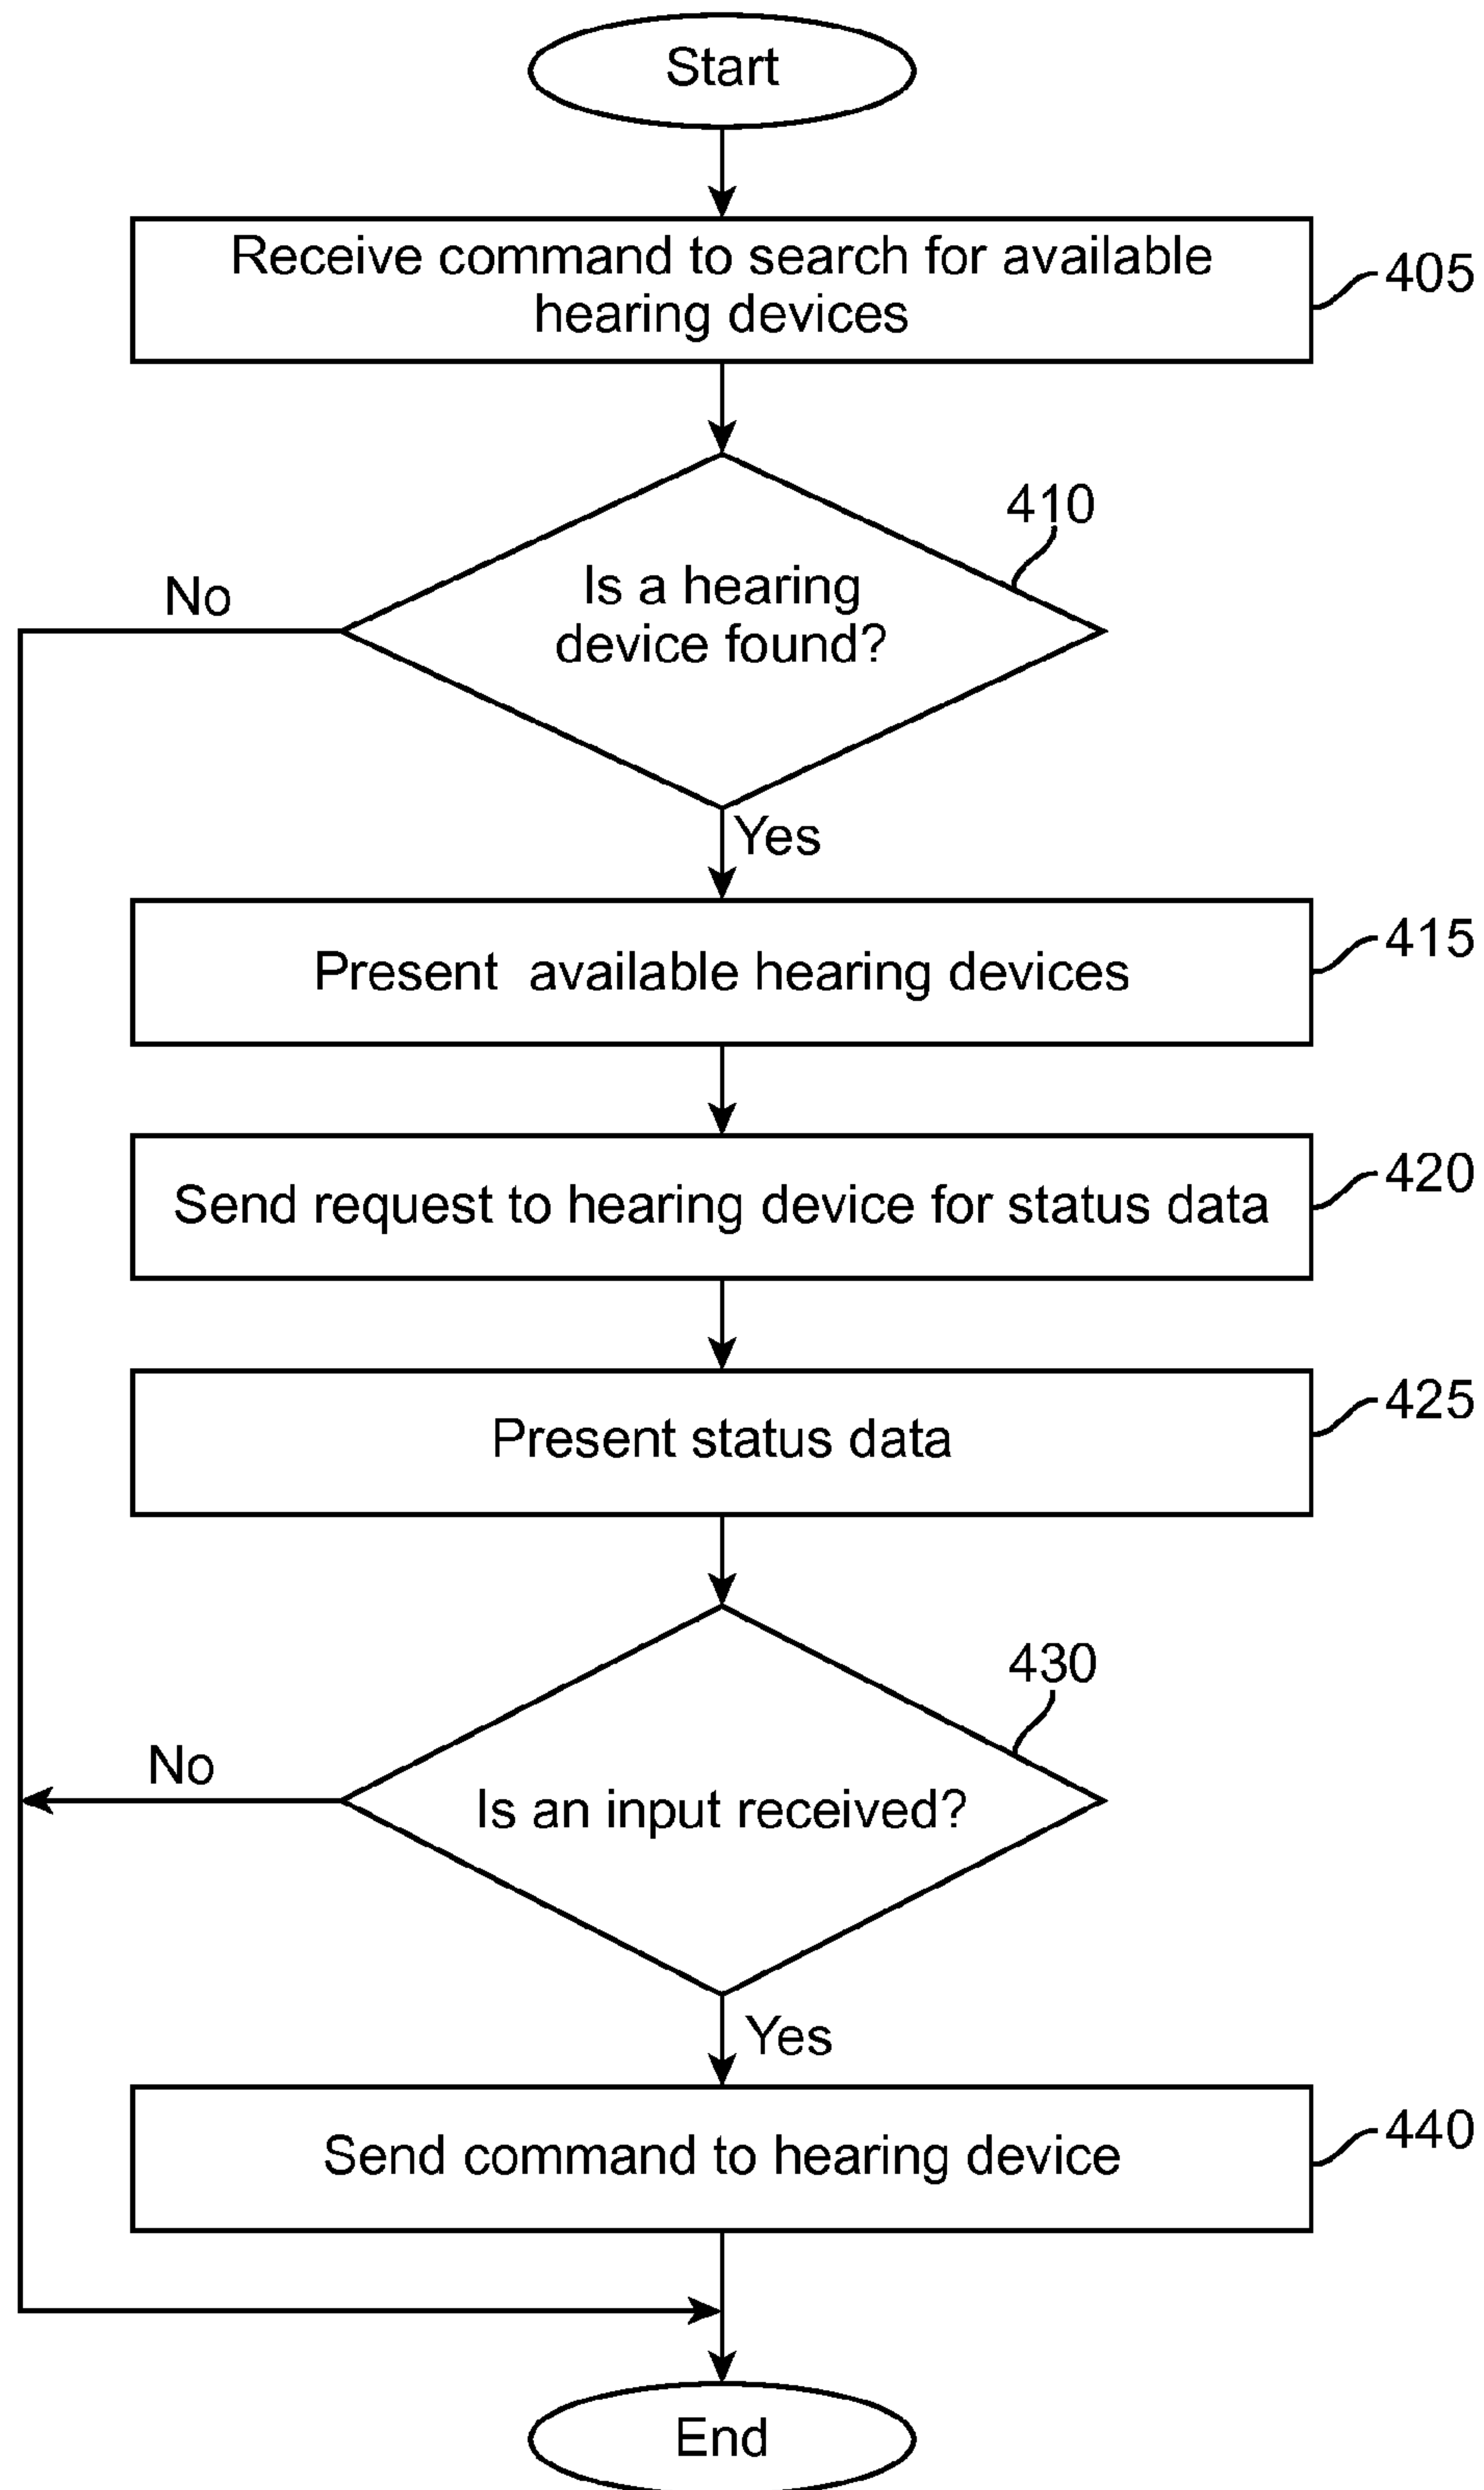 Start
Receive command to search for available
hearing devices
405
410
Is a hearing
device found?
No
Yes
Present available hearing devices
415
Send request to hearing device for status data
420
Present status data
425
430
Is an input received?
No
Yes
Send command to hearing device
440
End